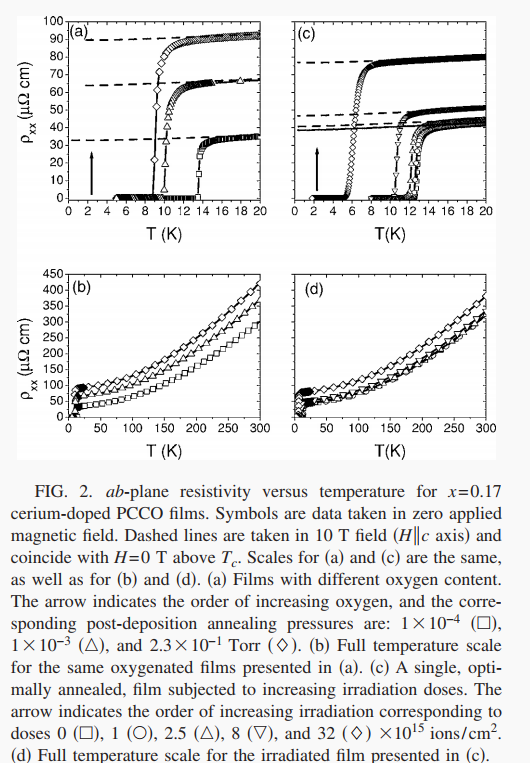 (a)
(c)
ρxx (μΩ cm)
100
90
80
70
60
50
40
30
20
10
0
0 2 4 6 8 10 12 14 16 18 20
0 2 4 6 8 10 12 14 16 18 20
T (K)
T(K)
(b)
(d)
ρxx (μΩ cm)
450
400
350
300
250
200
150
100
50
0
0 50 100 150 200 250 300
0 50 100 150 200 250 300
T (K)
T(K)
FIG. 2. ab-plane resistivity versus temperature for x=0.17
cerium-doped PCCO films. Symbols are data taken in zero applied
magnetic field. Dashed lines are taken in 10 T field (H∥c axis) and
coincide with H=0 T above Tc. Scales for (a) and (c) are the same,
as well as for (b) and (d). (a) Films with different oxygen content.
The arrow indicates the order of increasing oxygen, and the corre-
sponding post-deposition annealing pressures are: 1×10⁻⁴ (□),
1×10⁻³ (△), and 2.3×10⁻¹ Torr (◇). (b) Full temperature scale
for the same oxygenated films presented in (a). (c) A single, opti-
mally annealed, film subjected to increasing irradiation doses. The
arrow indicates the order of increasing irradiation corresponding to
doses 0 (□), 1 (○), 2.5 (△), 8 (▽), and 32 (◇) ×10¹⁵ ions/cm².
(d) Full temperature scale for the irradiated film presented in (c).